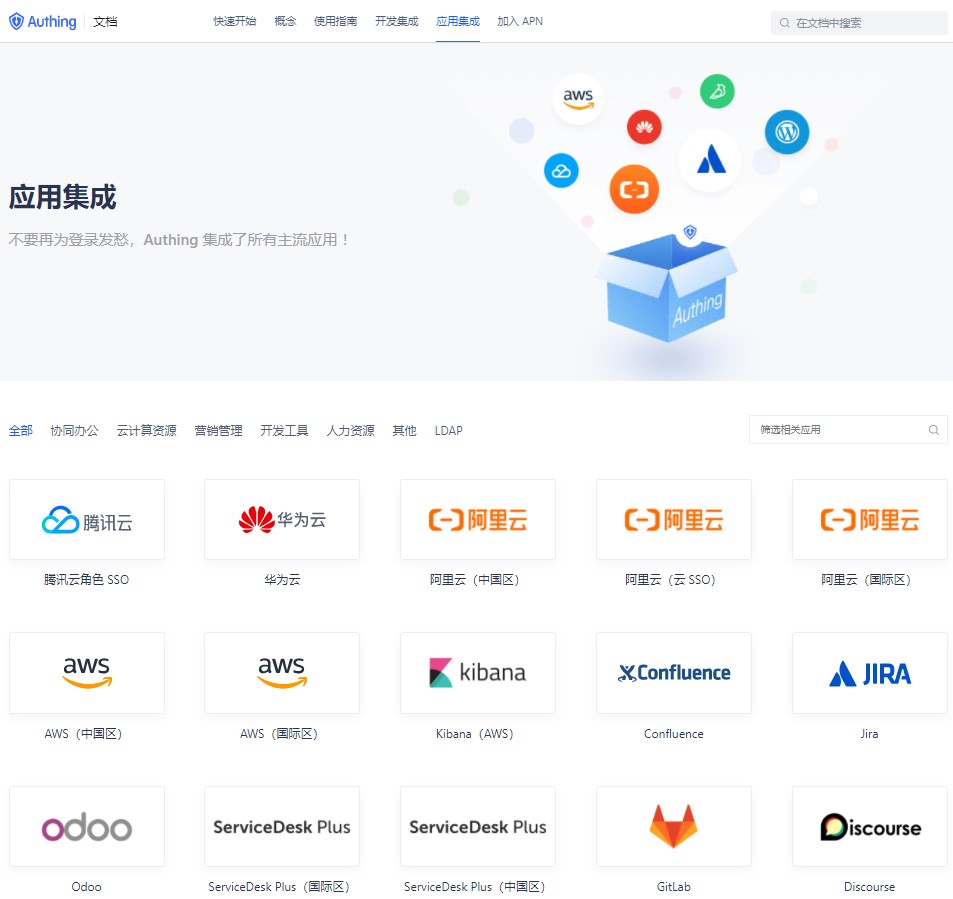 Authing 文档 快速开始 概念 使用指南 开发集成 应用集成 加入 APN 在文档中搜索
aws
应用集成
不要再为登录发愁，Authing 集成了所有主流应用！
Authing
全部 协同办公 云计算资源 营销管理 开发工具 人力资源 其他 LDAP 筛选相关应用
腾讯云 华为云 阿里云 阿里云 阿里云
腾讯云角色 SSO 华为云 阿里云（中国区） 阿里云（云 SSO） 阿里云（国际区）
aws aws kibana Confluence JIRA
AWS（中国区） AWS（国际区） Kibana（AWS） Confluence Jira
odoo ServiceDesk Plus ServiceDesk Plus Discourse
Odoo ServiceDesk Plus（国际区） ServiceDesk Plus（中国区） GitLab Discourse